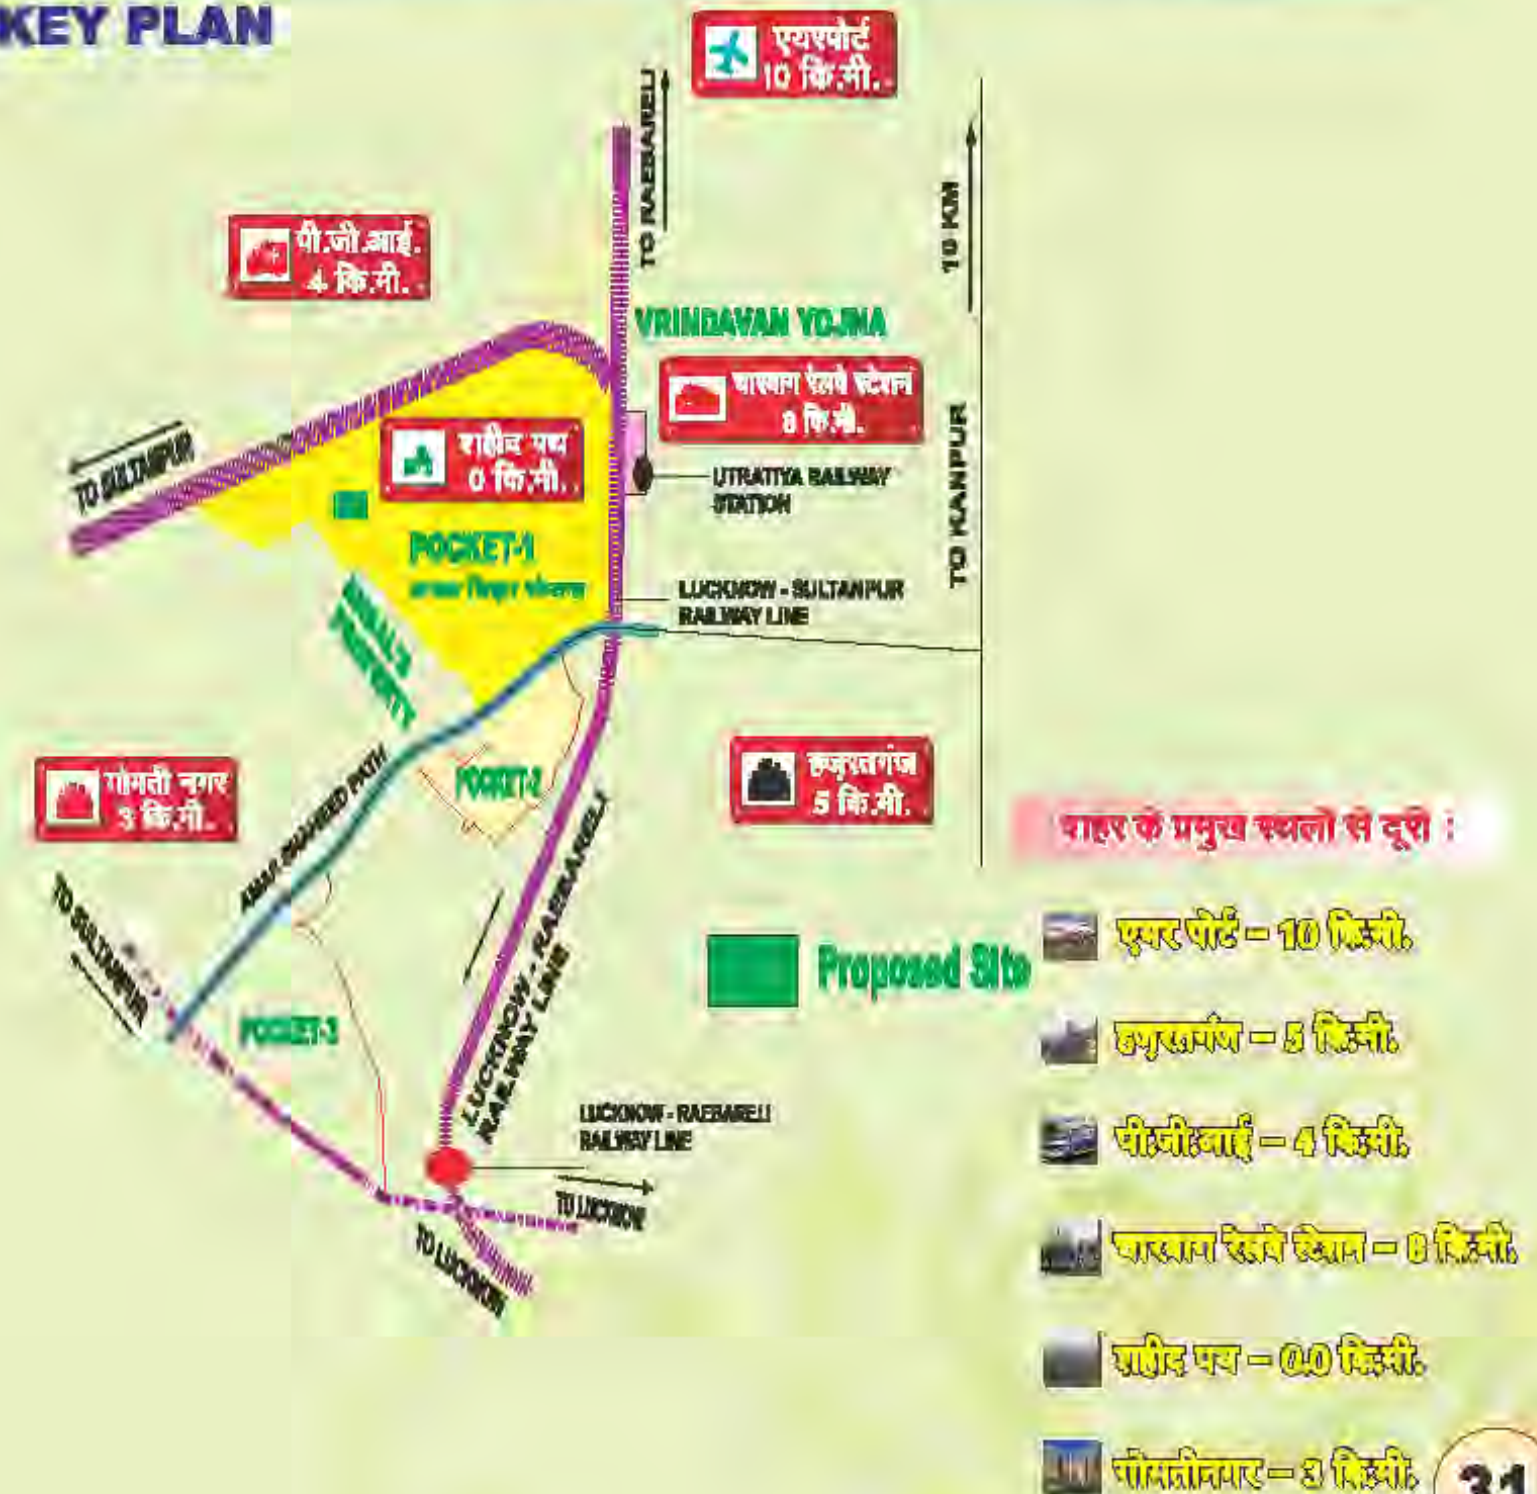 KEY PLAN
एयरपोर्ट
10 कि.मी.
TO RAEBARELI
10 KM
पी.जी.आई.
4 कि.मी.
VRINDAVAN YOJNA
चारबाग रेलवे स्टेशन
8 कि.मी.
TO SULTANPUR
शहीद पथ
0 कि.मी.
UTRATIYA RAILWAY
STATION
TO KANPUR
POCKET-1
LUCKNOW - SULTANPUR
RAILWAY LINE
PROPERTY
POCKET-2
गोमती नगर
3 कि.मी.
AMAR SHAHEED PATH
हजरतगंज
5 कि.मी.
शहर के प्रमुख स्थलों से दूरी :
TO SULTANPUR
POCKET-3
LUCKNOW - RAEBARELI
RAILWAY LINE
Proposed Site
एयर पोर्ट – 10 कि.मी.
हजरतगंज – 5 कि.मी.
पी.जी.आई – 4 कि.मी.
चारबाग रेलवे स्टेशन – 8 कि.मी.
शहीद पथ – 0.0 कि.मी.
गोमतीनगर – 3 कि.मी.
LUCKNOW - RAEBARELI
RAILWAY LINE
TO LUCKNOW
TO LUCKNOW
31